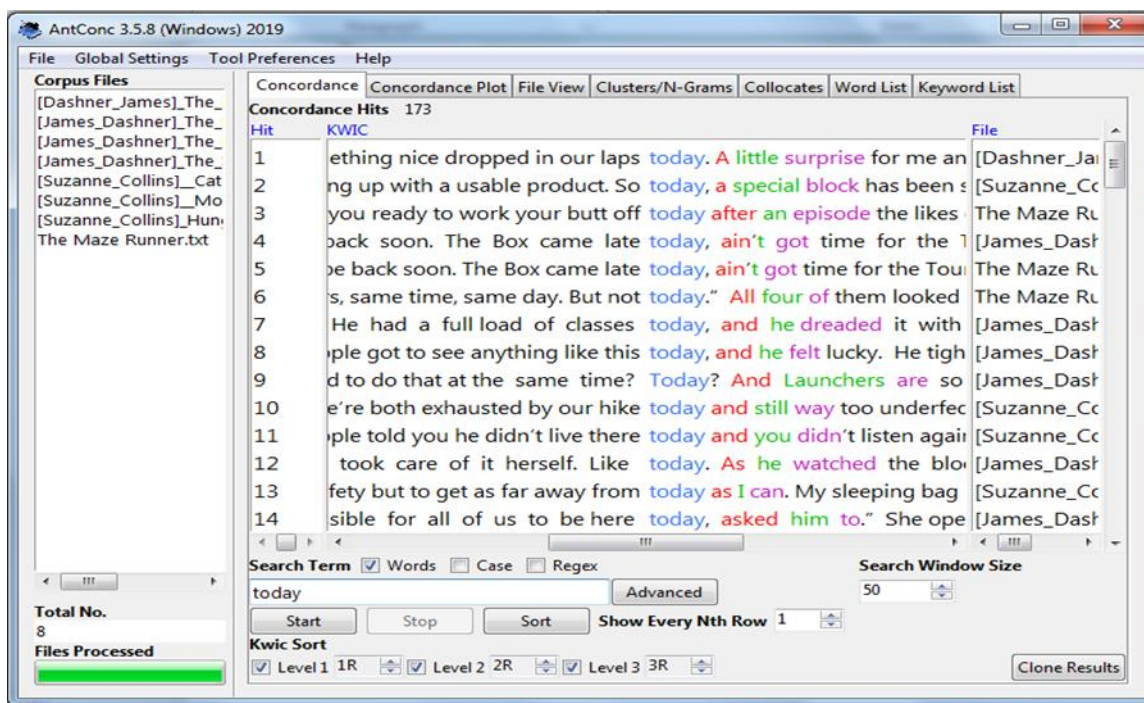 AntConc 3.5.8 (Windows) 2019
File Global Settings Tool Preferences Help
Corpus Files
[Dashner_James]_The_
[James_Dashner]_The_
[James_Dashner]_The_
[James_Dashner]_The_
[Suzanne_Collins]__Cat
[Suzanne_Collins]__Mo
[Suzanne_Collins]_Hun
The Maze Runner.txt
Total No.
8
Files Processed
Concordance Concordance Plot File View Clusters/N-Grams Collocates Word List Keyword List
Concordance Hits 173
Hit KWIC File
1 ething nice dropped in our laps today. A little surprise for me an [Dashner_Ja
2 ng up with a usable product. So today, a special block has been s [Suzanne_Co
3 you ready to work your butt off today after an episode the likes The Maze Ru
4 back soon. The Box came late today, ain't got time for the T [James_Dash
5 be back soon. The Box came late today, ain't got time for the Tou The Maze Ru
6 s, same time, same day. But not today." All four of them looked The Maze Ru
7 He had a full load of classes today, and he dreaded it with [James_Dash
8 ple got to see anything like this today, and he felt lucky. He tigh [James_Dash
9 d to do that at the same time? Today? And Launchers are so [James_Dash
10 e're both exhausted by our hike today and still way too underfec [Suzanne_Co
11 ple told you he didn't live there today and you didn't listen agai [Suzanne_Co
12 took care of it herself. Like today. As he watched the blo [James_Dash
13 fety but to get as far away from today as I can. My sleeping bag [Suzanne_Co
14 sible for all of us to be here today, asked him to." She ope [James_Dash
Search Term Words Case Regex Search Window Size
today Advanced 50
Start Stop Sort Show Every Nth Row 1
Kwic Sort
Level 1 1R Level 2 2R Level 3 3R Clone Results